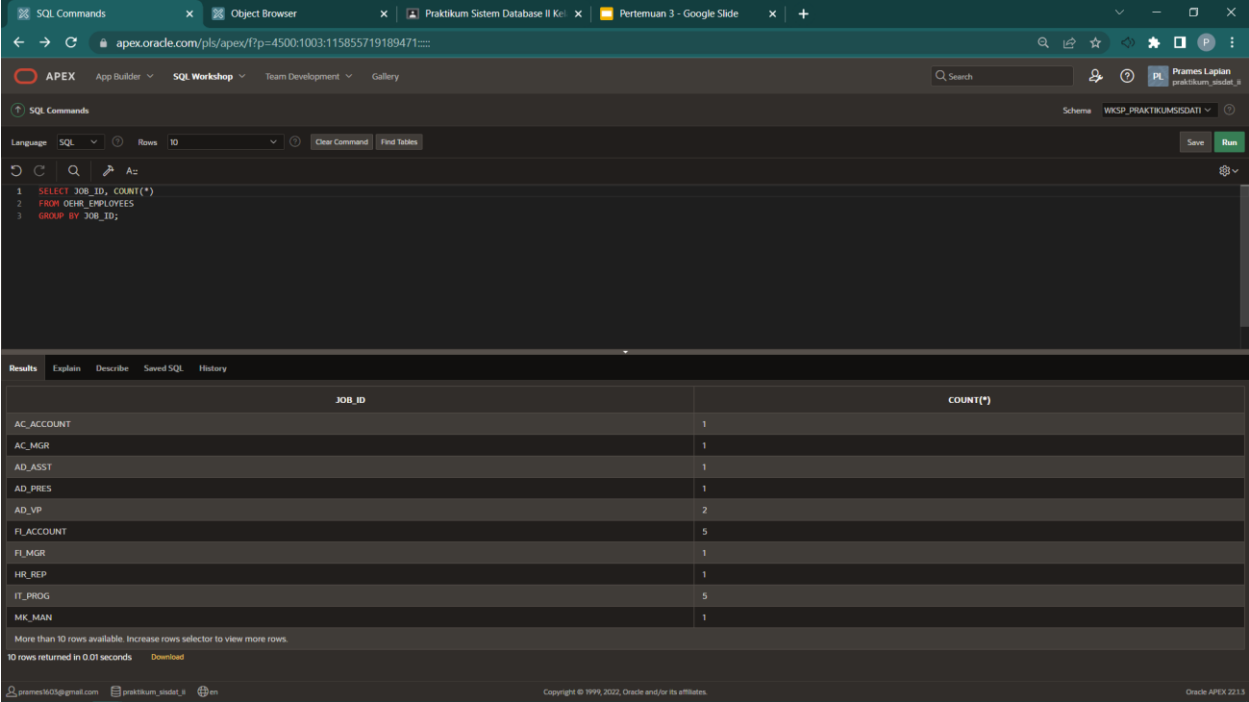 SQL Commands
Object Browser
Praktikum Sistem Database II Kel
Pertemuan 3 - Google Slide
apex.oracle.com/pls/apex/f?p=4500:1003:115855719189471:::::
P
APEX
App Builder
SQL Workshop
Team Development
Gallery
Search
PL
Prames Lapian
praktikum_sisdat_ii
SQL Commands
Schema WKSP_PRAKTIKUMSISDATI
Language SQL Rows 10 Clear Command Find Tables Save Run
1 SELECT JOB_ID, COUNT(*)
2 FROM OEHR_EMPLOYEES
3 GROUP BY JOB_ID;
Results Explain Describe Saved SQL History
JOB_ID COUNT(*)
AC_ACCOUNT 1
AC_MGR 1
AD_ASST 1
AD_PRES 1
AD_VP 2
FI_ACCOUNT 5
FI_MGR 1
HR_REP 1
IT_PROG 5
MK_MAN 1
More than 10 rows available. Increase rows selector to view more rows.
10 rows returned in 0.01 seconds Download
prames1603@gmail.com praktikum_sisdat_ii en Copyright © 1999, 2022, Oracle and/or its affiliates. Oracle APEX 22.1.3